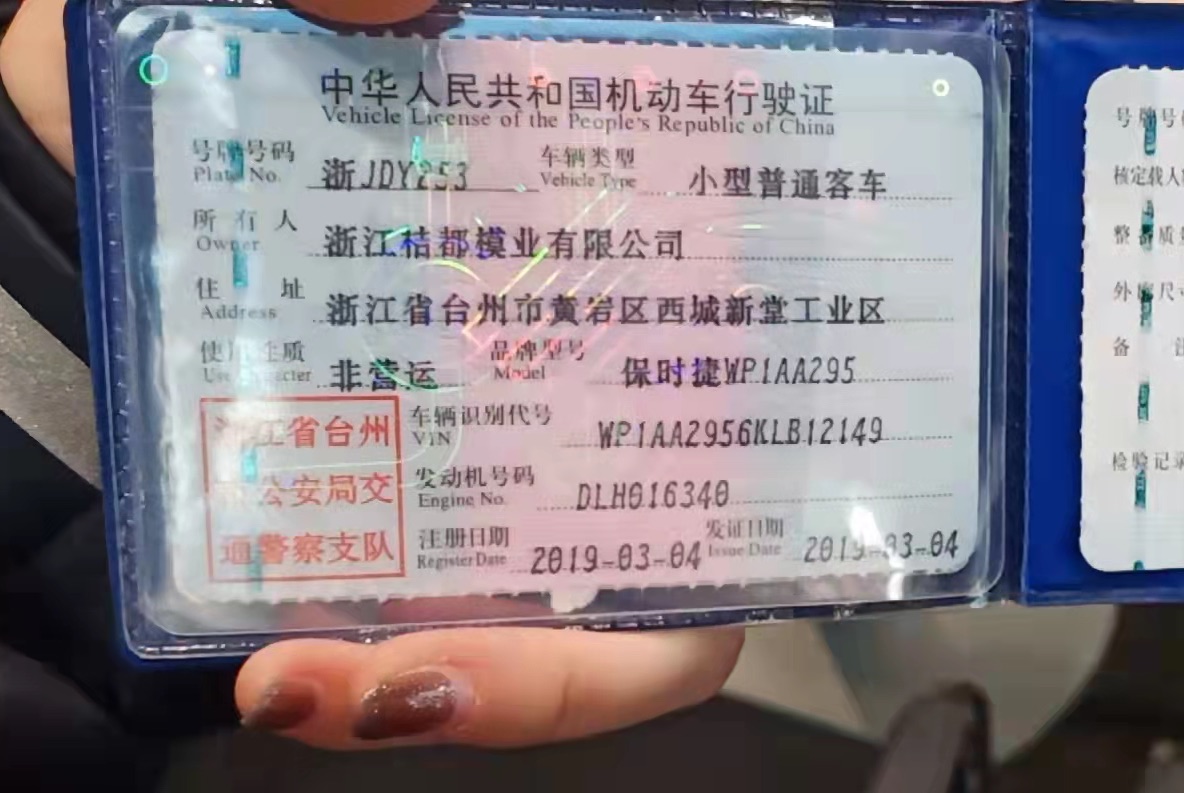 中华人民共和国机动车行驶证
Vehicle License of the People's Republic of China
号牌号码 浙JDY253 车辆类型 小型普通客车
Plate No. Vehicle Type
所有人 浙江桔都模业有限公司
Owner
住址 浙江省台州市黄岩区西城新堂工业区
Address
使用性质 非营运 品牌型号 保时捷WP1AA295
Use Character Model
车辆识别代号 WP1AA2956KLB12149
VIN
发动机号码 DLH016340
Engine No.
注册日期 2019-03-04 发证日期 2019-03-04
Register Date Issue Date
浙江省台州
市公安局交
通警察支队
号牌号
核定载人
整备质
外廓尺寸
备
检验记录